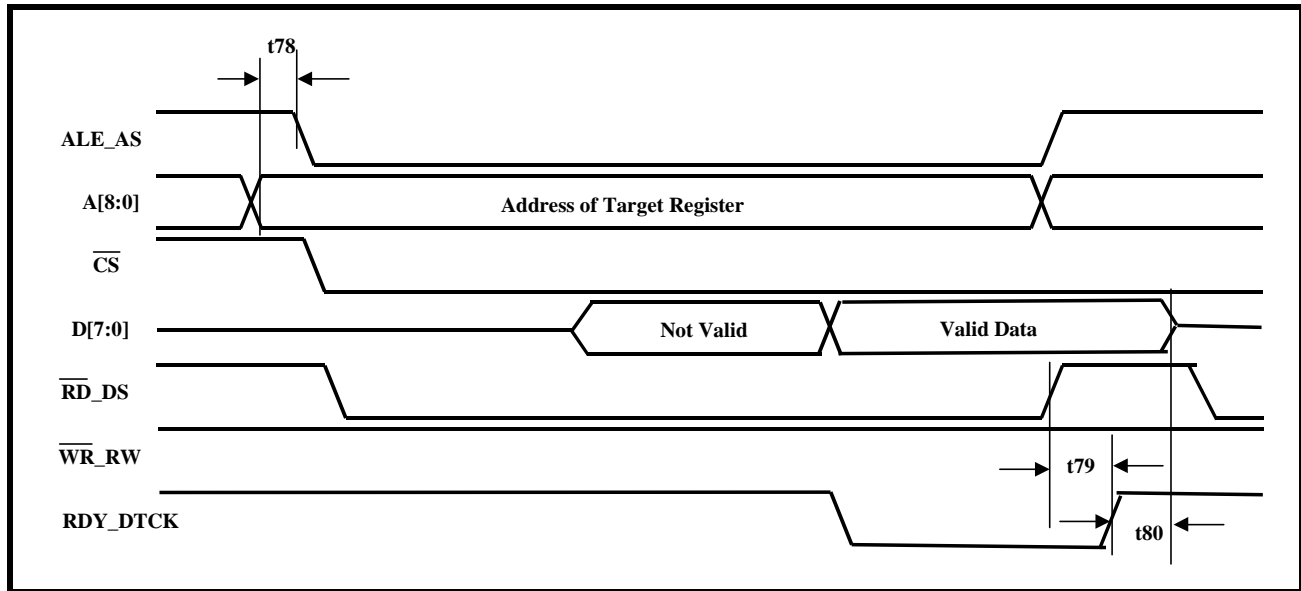 t78
ALE_AS
A[8:0]
Address of Target Register
CS
D[7:0]
Not Valid
Valid Data
RD_DS
WR_RW
t79
RDY_DTCK
t80